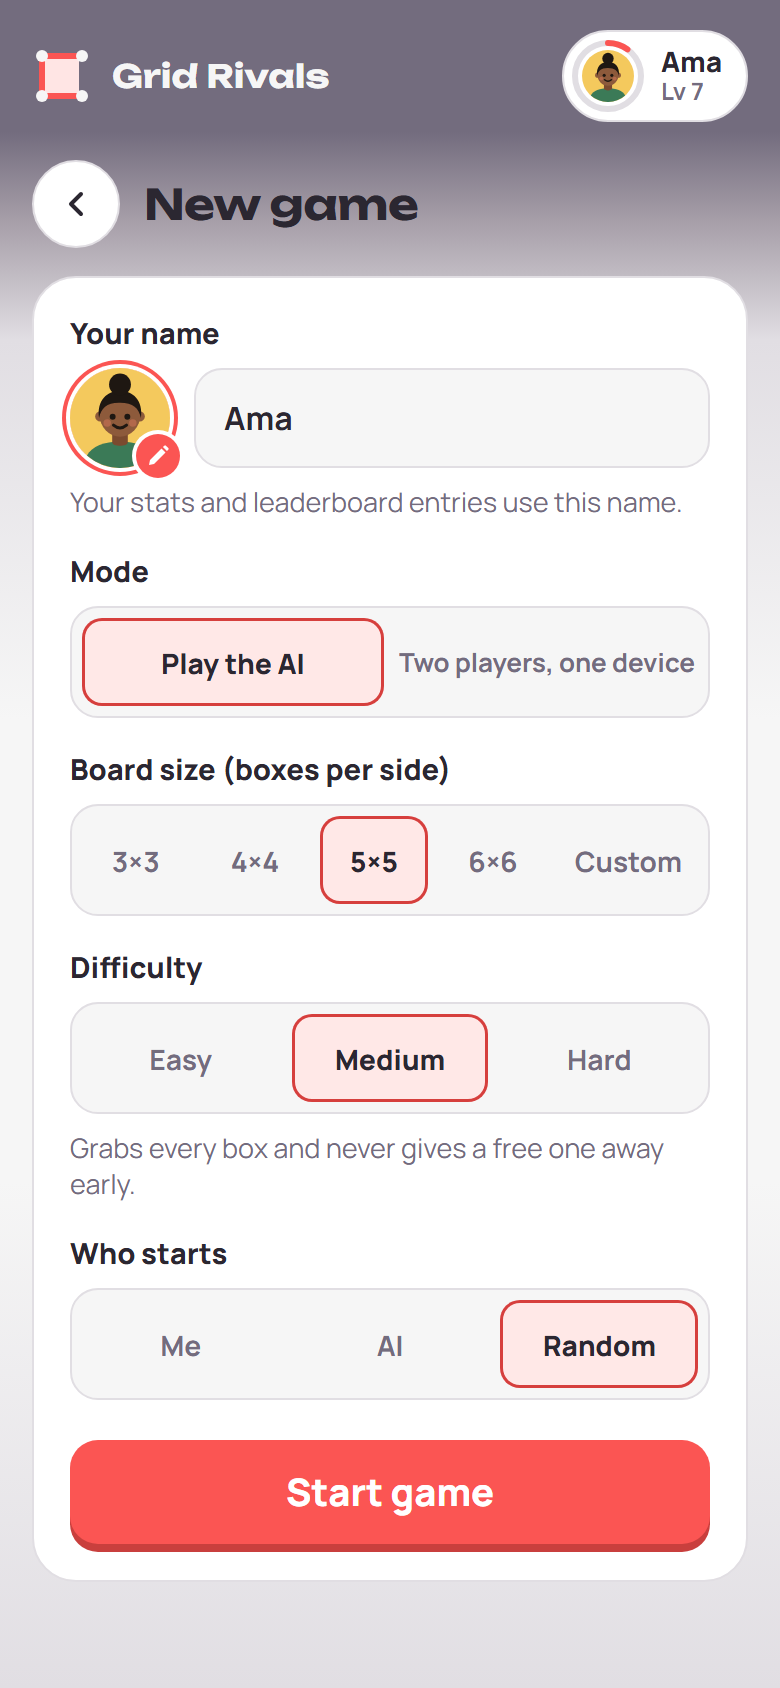 Grid Rivals
Ama
Lv 7
New game
Your name
Ama
Your stats and leaderboard entries use this name.
Mode
Play the AI
Two players, one device
Board size (boxes per side)
3×3
4×4
5×5
6×6
Custom
Difficulty
Easy
Medium
Hard
Grabs every box and never gives a free one away
early.
Who starts
Me
AI
Random
Start game